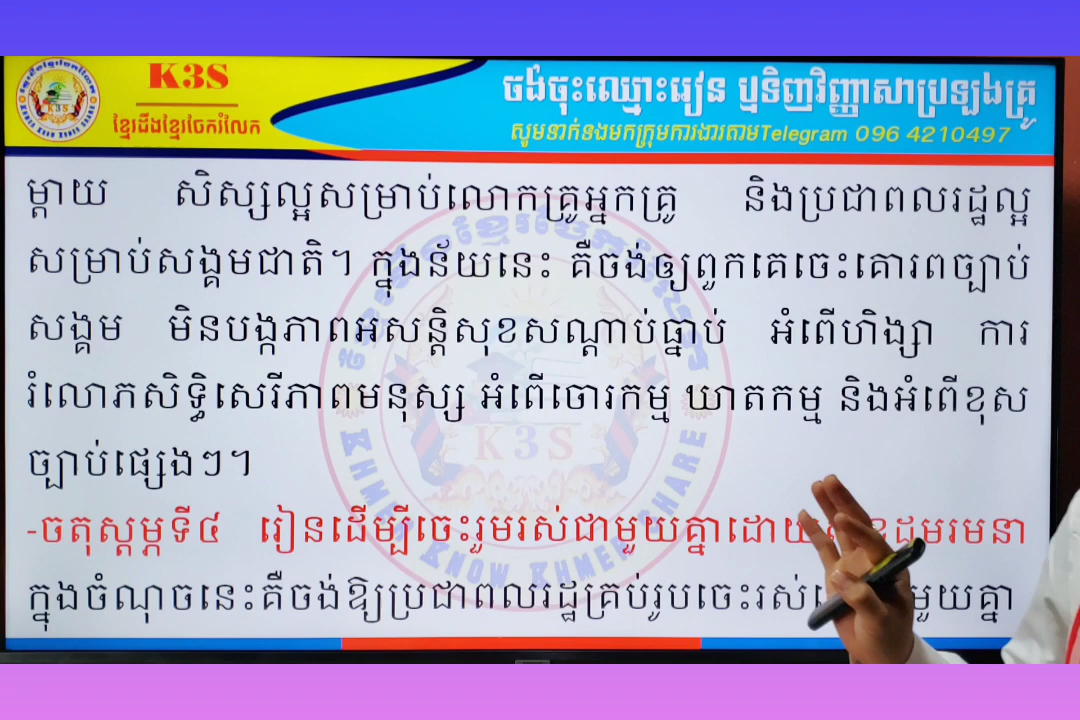 K3S
ខ្មែរដឹងខ្មែរចែករំលែក
ចង់ចុះឈ្មោះរៀន ឬទិញវិញ្ញាសាប្រឡងគ្រូ
សូមទាក់ទងមកក្រុមការងារតាមTelegram 096 4210497
ម្ដាយ សិស្សល្អសម្រាប់លោកគ្រូអ្នកគ្រូ និងប្រជាពលរដ្ឋល្អ
សម្រាប់សង្គមជាតិ។ ក្នុងន័យនេះ គឺចង់ឲ្យពួកគេចេះគោរពច្បាប់
សង្គម មិនបង្កភាពអសន្តិសុខសណ្ដាប់ធ្នាប់ អំពើហិង្សា ការ
រំលោភសិទ្ធិសេរីភាពមនុស្ស អំពើចោរកម្ម ឃាតកម្ម និងអំពើខុស
ច្បាប់ផ្សេងៗ។
-ចតុស្ដម្ភទី៤ រៀនដើម្បីចេះរួមរស់ជាមួយគ្នាដោយ
ក្នុងចំណុចនេះគឺចង់ឱ្យប្រជាពលរដ្ឋគ្រប់រូបចេះរស់ មួយគ្នា
K3S
KHMER KNOW KHMER SHARE